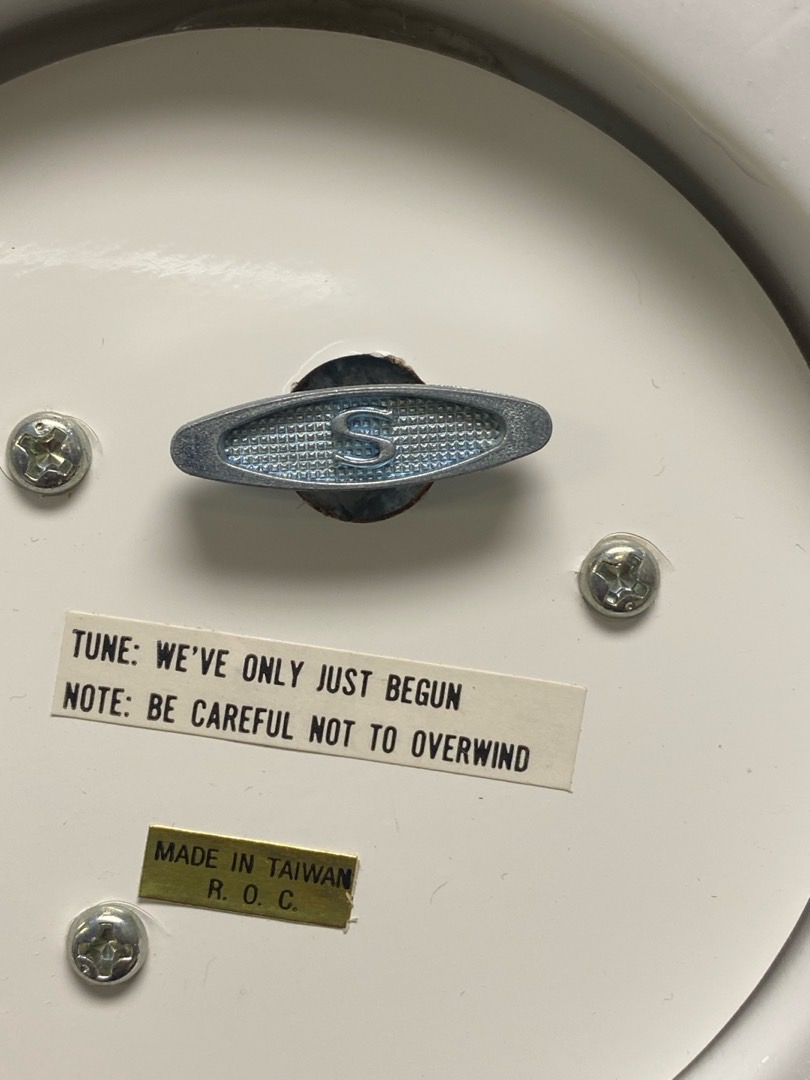 S
TUNE: WE'VE ONLY JUST BEGUN
NOTE: BE CAREFUL NOT TO OVERWIND
MADE IN TAIWAN
R. O. C.